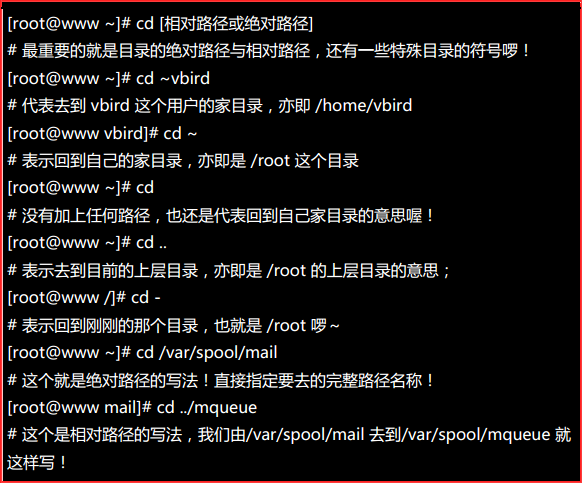 [root@www ~]# cd [相对路径或绝对路径]
# 最重要的就是目录的绝对路径与相对路径，还有一些特殊目录的符号啰！
[root@www ~]# cd ~vbird
# 代表去到 vbird 这个用户的家目录，亦即 /home/vbird
[root@www vbird]# cd ~
# 表示回到自己的家目录，亦即是 /root 这个目录
[root@www ~]# cd
# 没有加上任何路径，也还是代表回到自己家目录的意思喔！
[root@www ~]# cd ..
# 表示去到目前的上层目录，亦即是 /root 的上层目录的意思；
[root@www /]# cd -
# 表示回到刚刚的那个目录，也就是 /root 啰～
[root@www ~]# cd /var/spool/mail
# 这个就是绝对路径的写法！直接指定要去的完整路径名称！
[root@www mail]# cd ../mqueue
# 这个是相对路径的写法，我们由/var/spool/mail 去到/var/spool/mqueue 就
这样写！